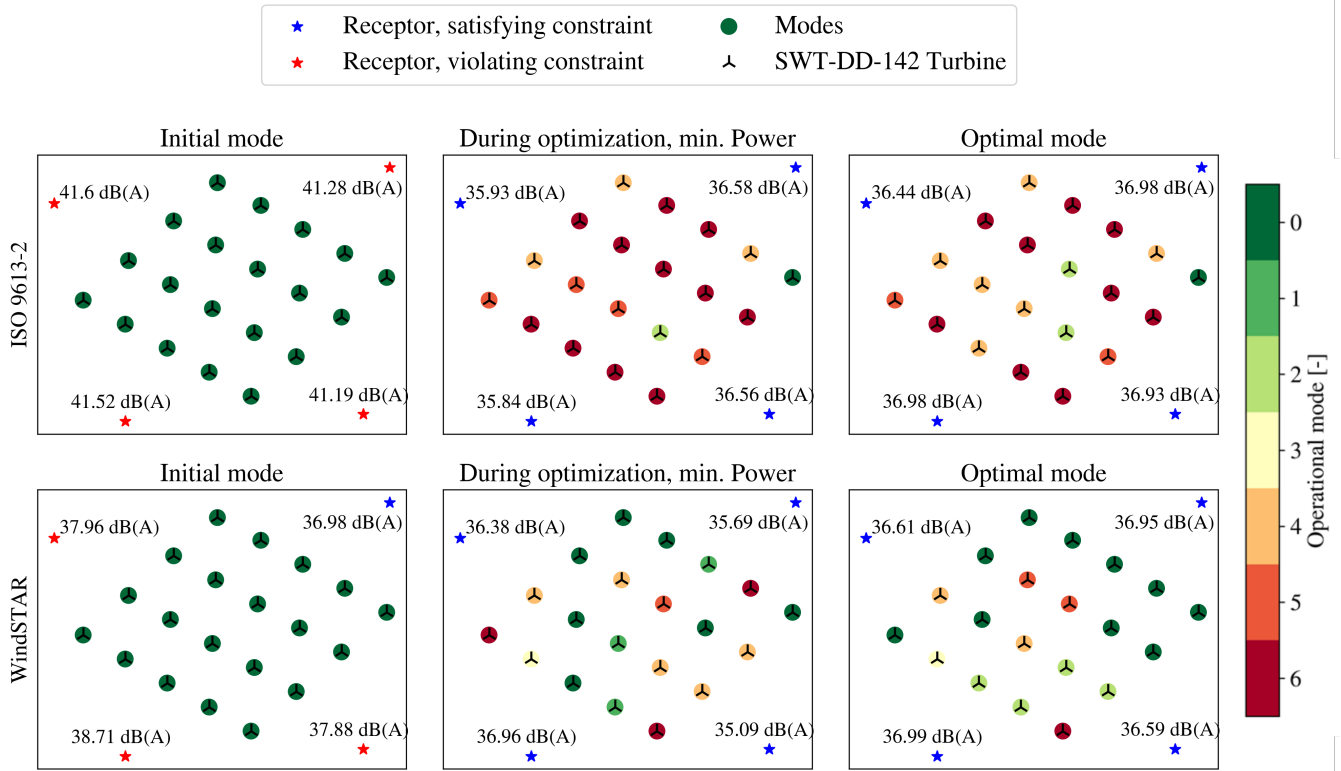 Receptor, satisfying constraint
Modes
Receptor, violating constraint
SWT-DD-142 Turbine
Initial mode
During optimization, min. Power
Optimal mode
ISO 9613-2
41.6 dB(A)
41.28 dB(A)
41.52 dB(A)
41.19 dB(A)
35.93 dB(A)
36.58 dB(A)
35.84 dB(A)
36.56 dB(A)
36.44 dB(A)
36.98 dB(A)
36.98 dB(A)
36.93 dB(A)
Initial mode
During optimization, min. Power
Optimal mode
WindSTAR
37.96 dB(A)
36.98 dB(A)
38.71 dB(A)
37.88 dB(A)
36.38 dB(A)
35.69 dB(A)
36.96 dB(A)
35.09 dB(A)
36.61 dB(A)
36.95 dB(A)
36.99 dB(A)
36.59 dB(A)
0
1
2
3
4
5
6
Operational mode [-]